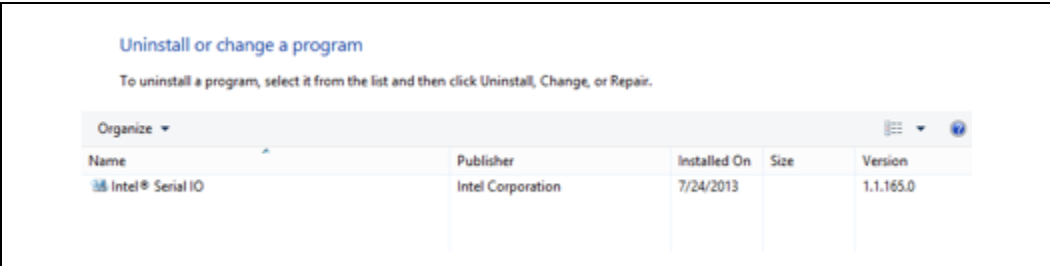 Uninstall or change a program
To uninstall a program, select it from the list and then click Uninstall, Change, or Repair.
Organize
Name Publisher Installed On Size Version
Intel® Serial IO Intel Corporation 7/24/2013 1.1.165.0